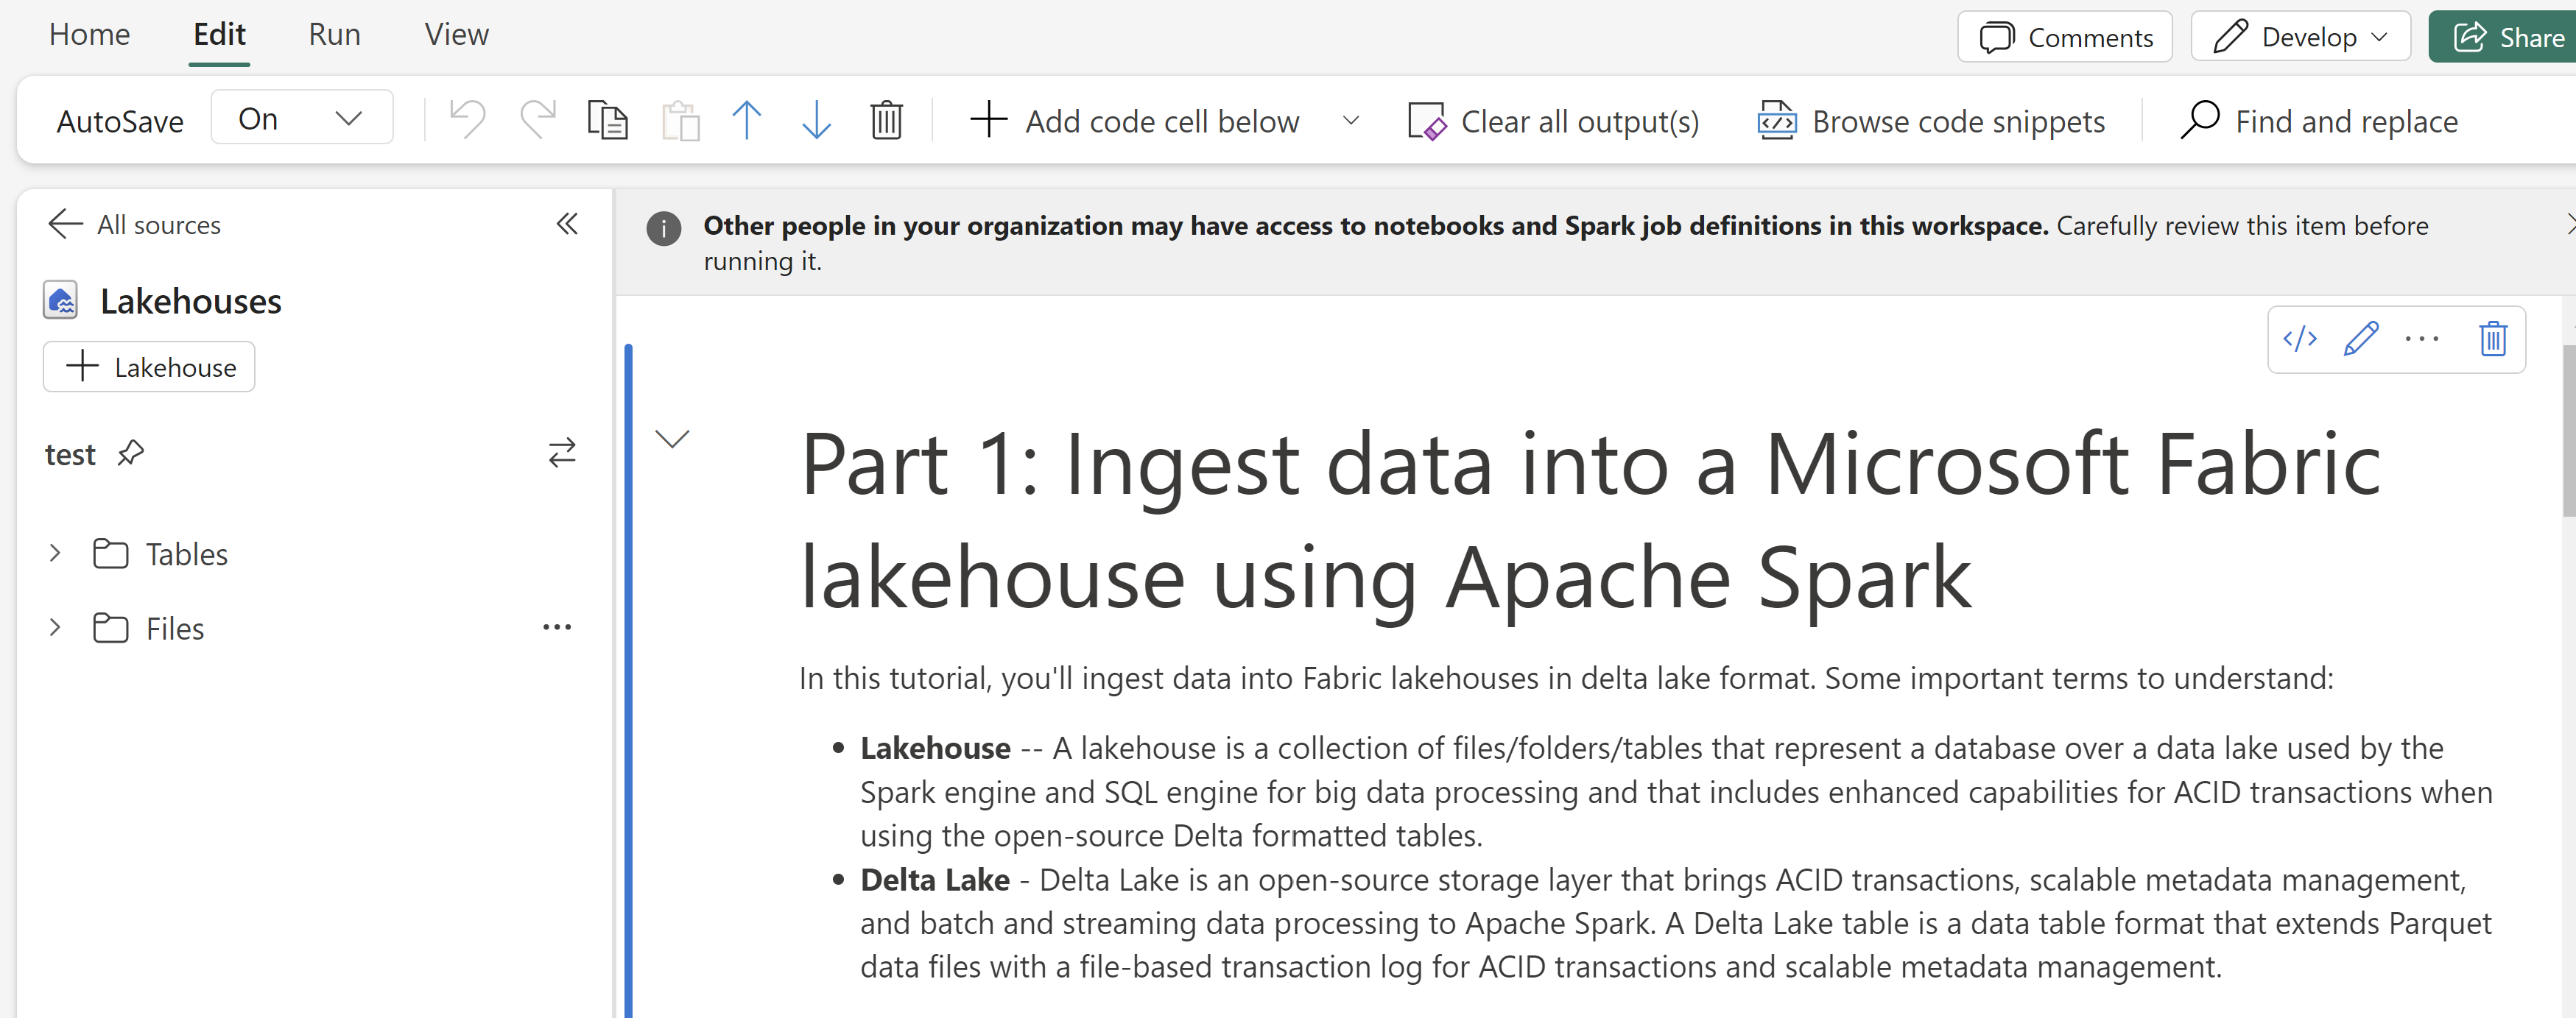 Home Edit Run View Comments Develop Share
AutoSave On Add code cell below Clear all output(s) Browse code snippets Find and replace
All sources
Lakehouses
Lakehouse
test
Tables
Files
Other people in your organization may have access to notebooks and Spark job definitions in this workspace. Carefully review this item before
running it.
Part 1: Ingest data into a Microsoft Fabric
lakehouse using Apache Spark
In this tutorial, you'll ingest data into Fabric lakehouses in delta lake format. Some important terms to understand:
• Lakehouse -- A lakehouse is a collection of files/folders/tables that represent a database over a data lake used by the
Spark engine and SQL engine for big data processing and that includes enhanced capabilities for ACID transactions when
using the open-source Delta formatted tables.
• Delta Lake - Delta Lake is an open-source storage layer that brings ACID transactions, scalable metadata management,
and batch and streaming data processing to Apache Spark. A Delta Lake table is a data table format that extends Parquet
data files with a file-based transaction log for ACID transactions and scalable metadata management.